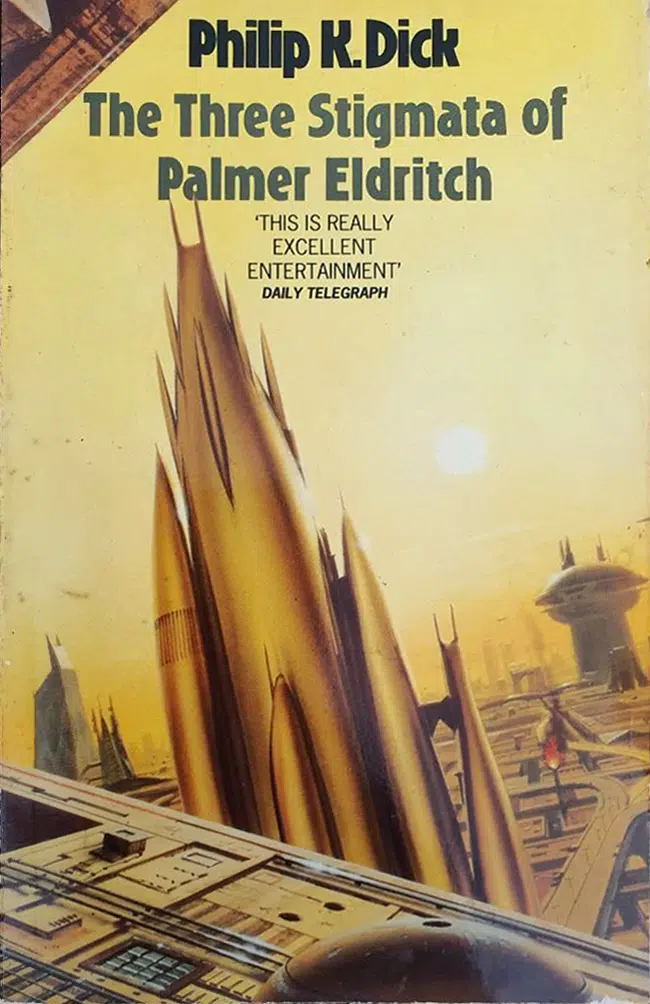 Philip K. Dick
The Three Stigmata of
Palmer Eldritch
'THIS IS REALLY
EXCELLENT
ENTERTAINMENT'
DAILY TELEGRAPH